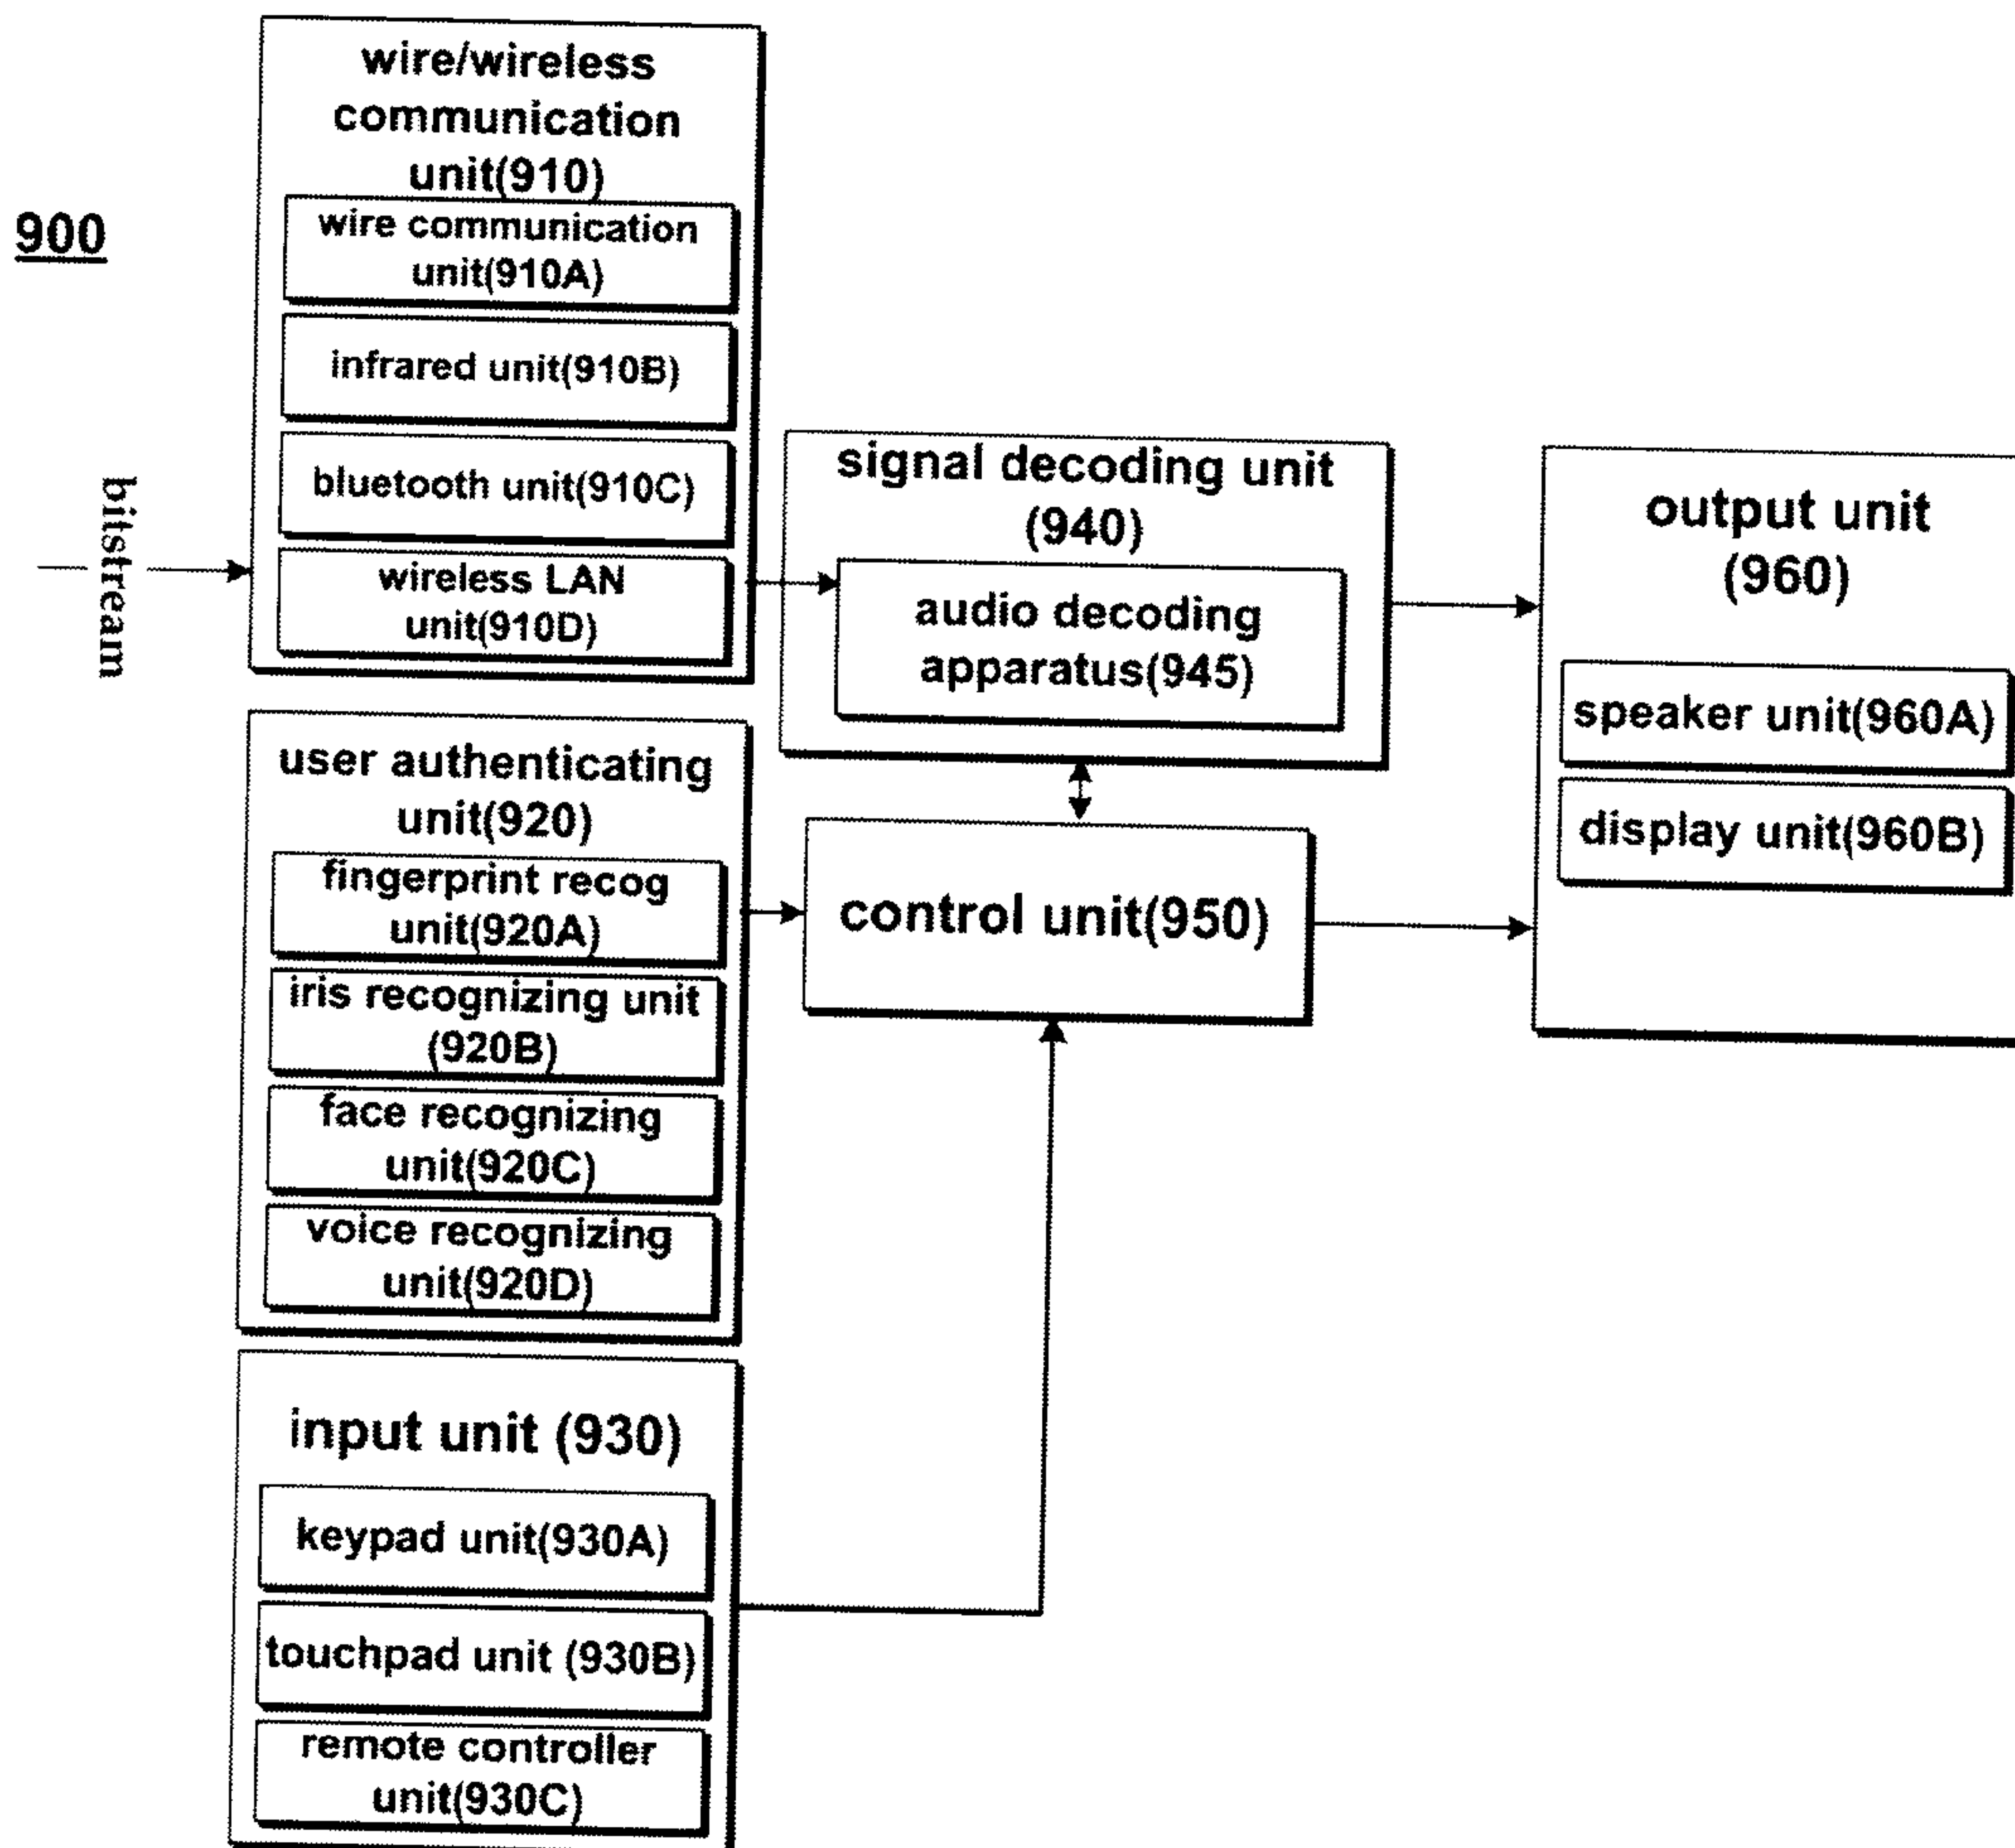 900
bitstream
wire/wireless
communication
unit(910)
wire communication
unit(910A)
infrared unit(910B)
bluetooth unit(910C)
wireless LAN
unit(910D)
user authenticating
unit(920)
fingerprint recog
unit(920A)
iris recognizing unit
(920B)
face recognizing
unit(920C)
voice recognizing
unit(920D)
input unit (930)
keypad unit(930A)
touchpad unit (930B)
remote controller
unit(930C)
signal decoding unit
(940)
audio decoding
apparatus(945)
control unit(950)
output unit
(960)
speaker unit(960A)
display unit(960B)